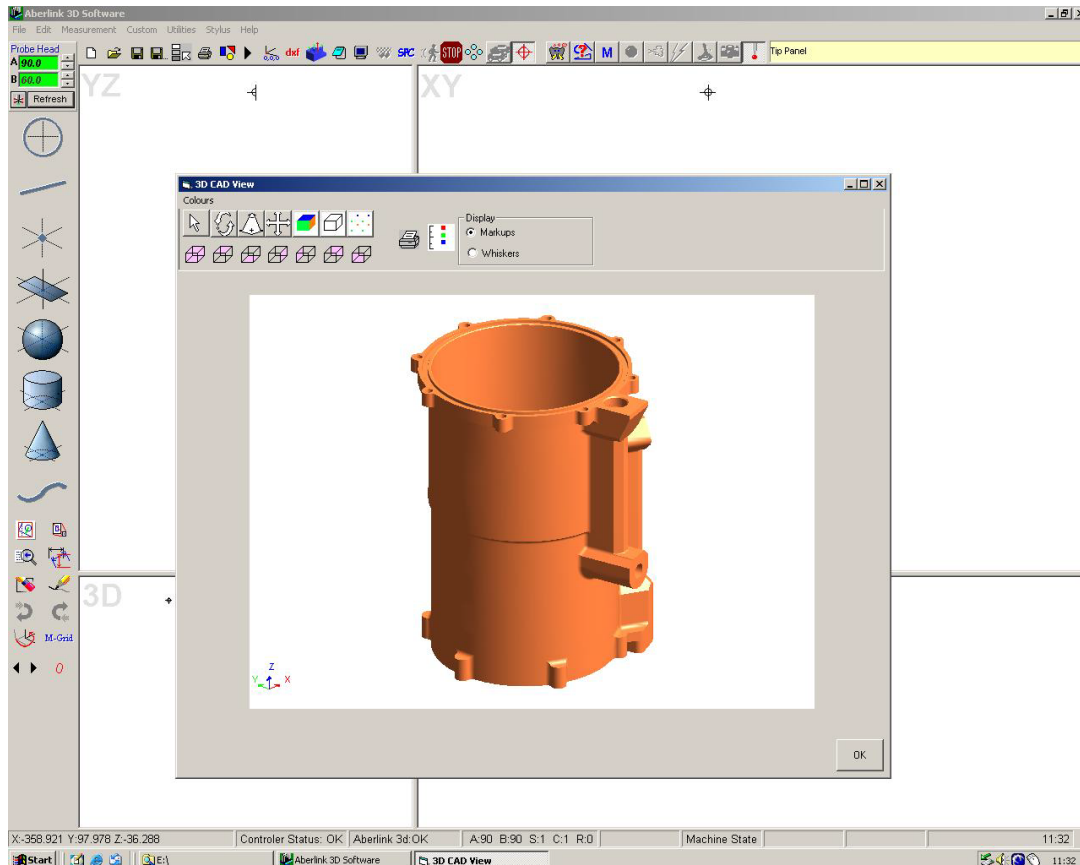 Aberlink 3D Software
File Edit Measurement Custom Utilities Stylus Help
Probe Head
A 90.0
B 60.0
Refresh
dxf
SPC
STOP
M
Tip Panel
YZ
XY
3D CAD View
Colours
Display
Markups
Whiskers
3D
M-Grid
0
Z
Y
X
OK
X:-358.921 Y:97.978 Z:-36.288
Controler Status: OK
Aberlink 3d:OK
A:90 B:90 S:1 C:1 R:0
Machine State
11:32
Start
E:\
Aberlink 3D Software
3D CAD View
11:32